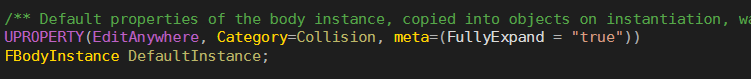 /** Default properties of the body instance, copied into objects on instantiation,
UPROPERTY(EditAnywhere, Category=Collision, meta=(FullyExpand = "true"))
FBodyInstance DefaultInstance;